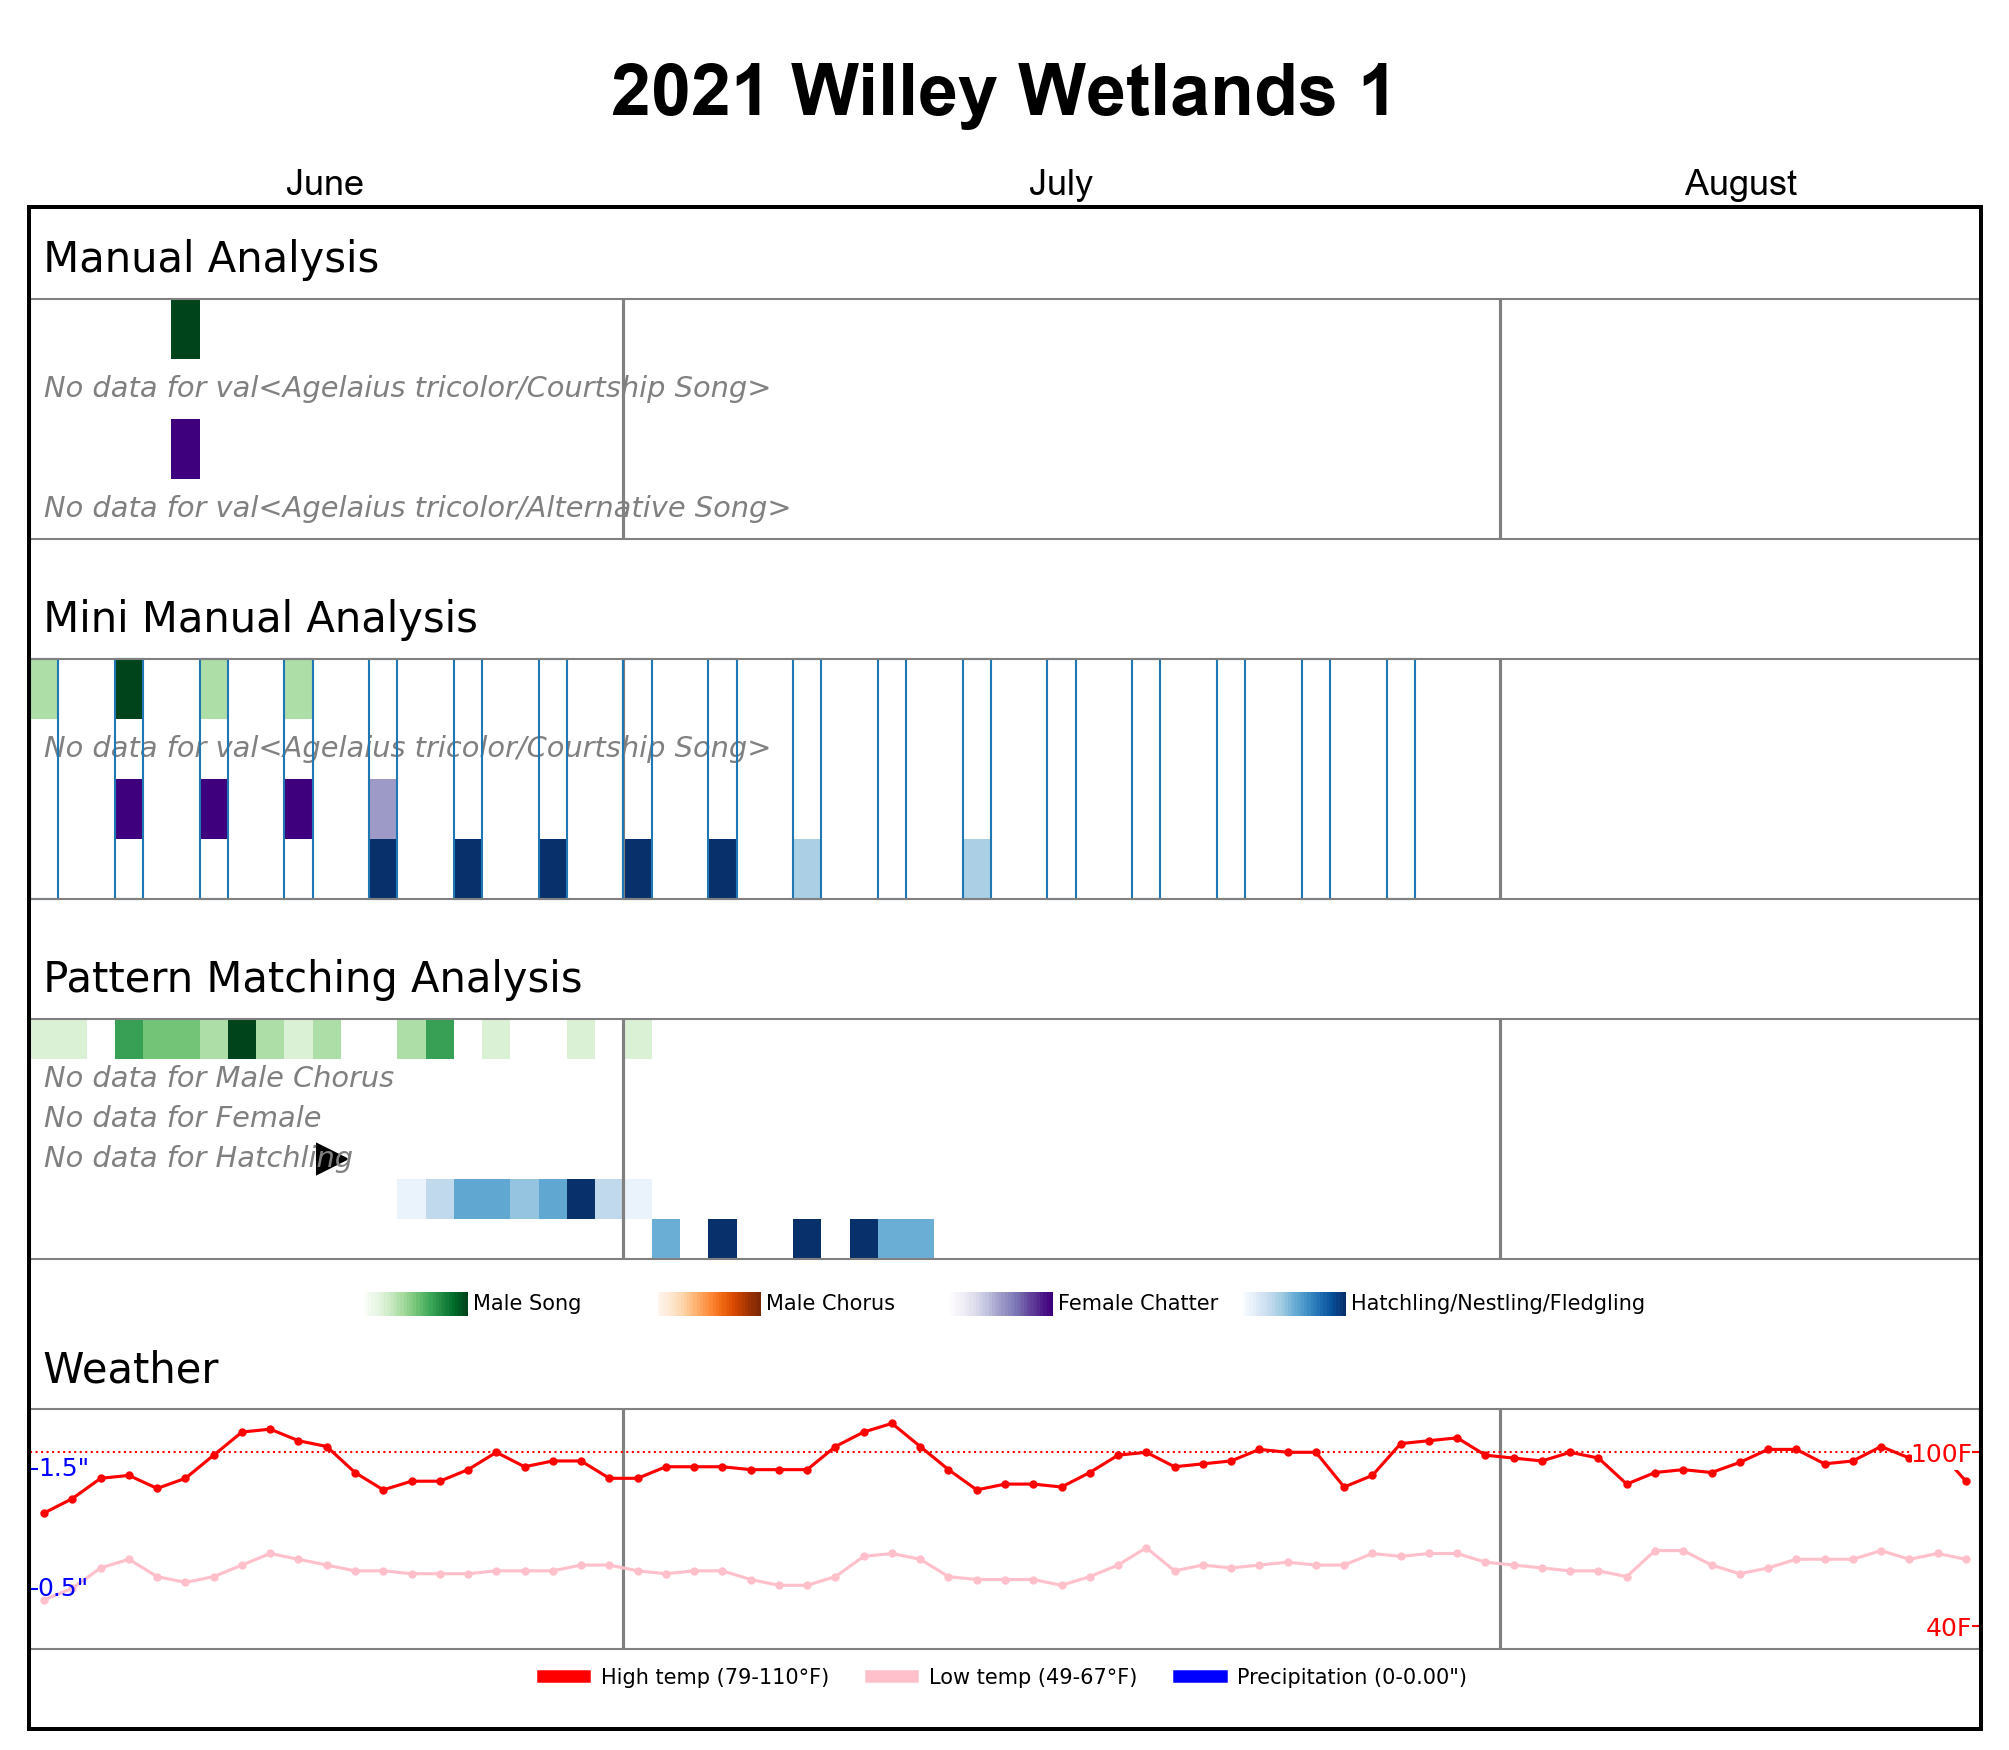 2021 Willey Wetlands 1
June July August
Manual Analysis
No data for val<Agelaius tricolor/Courtship Song>
No data for val<Agelaius tricolor/Alternative Song>
Mini Manual Analysis
No data for val<Agelaius tricolor/Courtship Song>
Pattern Matching Analysis
No data for Male Chorus
No data for Female
No data for Hatchling
Male Song Male Chorus Female Chatter Hatchling/Nestling/Fledgling
Weather
1.5" 100F
0.5"
40F
High temp (79-110°F) Low temp (49-67°F) Precipitation (0-0.00")